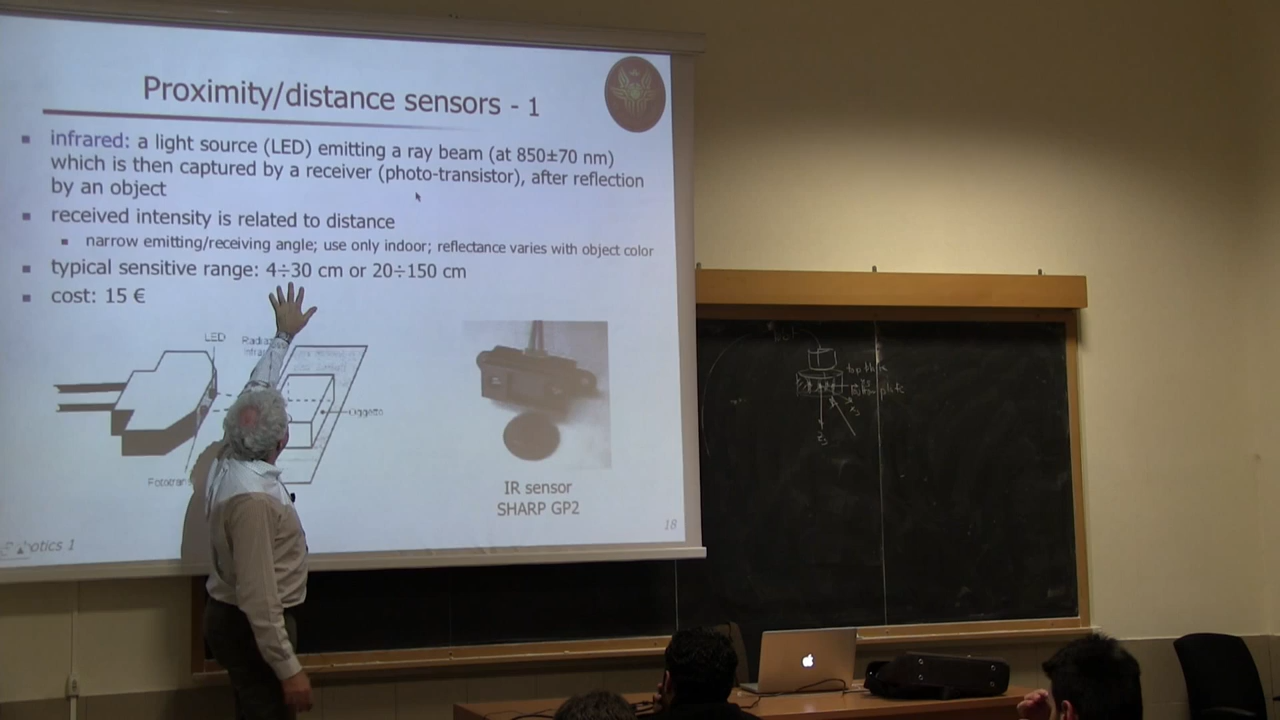 Proximity/distance sensors - 1
infrared: a light source (LED) emitting a ray beam (at 850±70 nm)
which is then captured by a receiver (photo-transistor), after reflection
by an object
received intensity is related to distance
narrow emitting/receiving angle; use only indoor; reflectance varies with object color
typical sensitive range: 4÷30 cm or 20÷150 cm
cost: 15 €
LED
Oggetto
IR sensor
SHARP GP2
18